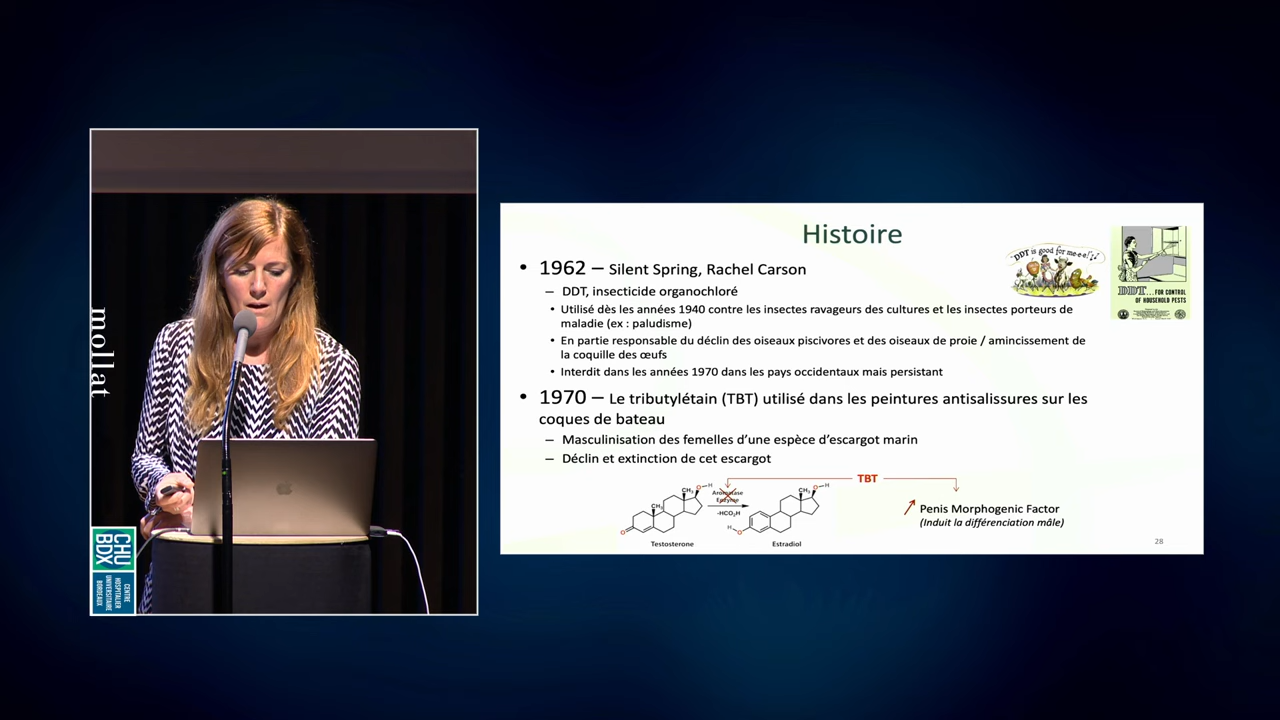 mollat
CHU
BDX
CENTRE
HOSPITALIER
UNIVERSITAIRE
BORDEAUX
Histoire
• 1962 – Silent Spring, Rachel Carson
– DDT, insecticide organochloré
• Utilisé dès les années 1940 contre les insectes ravageurs des cultures et les insectes porteurs de
maladie (ex : paludisme)
• En partie responsable du déclin des oiseaux piscivores et des oiseaux de proie / amincissement de
la coquille des œufs
• Interdit dans les années 1970 dans les pays occidentaux mais persistant
"DDT is good for me-e-e!"
DDT...FOR CONTROL
OF HOUSEHOLD PESTS
• 1970 – Le tributylétain (TBT) utilisé dans les peintures antisalissures sur les
coques de bateau
– Masculinisation des femelles d'une espèce d'escargot marin
– Déclin et extinction de cet escargot
TBT
CH₃
CH₃
O
H
O
Testosterone
Aromatase
Enzyme
-HCO₂H
CH₃
O
H
H
O
Estradiol
Penis Morphogenic Factor
(Induit la différenciation mâle)
28